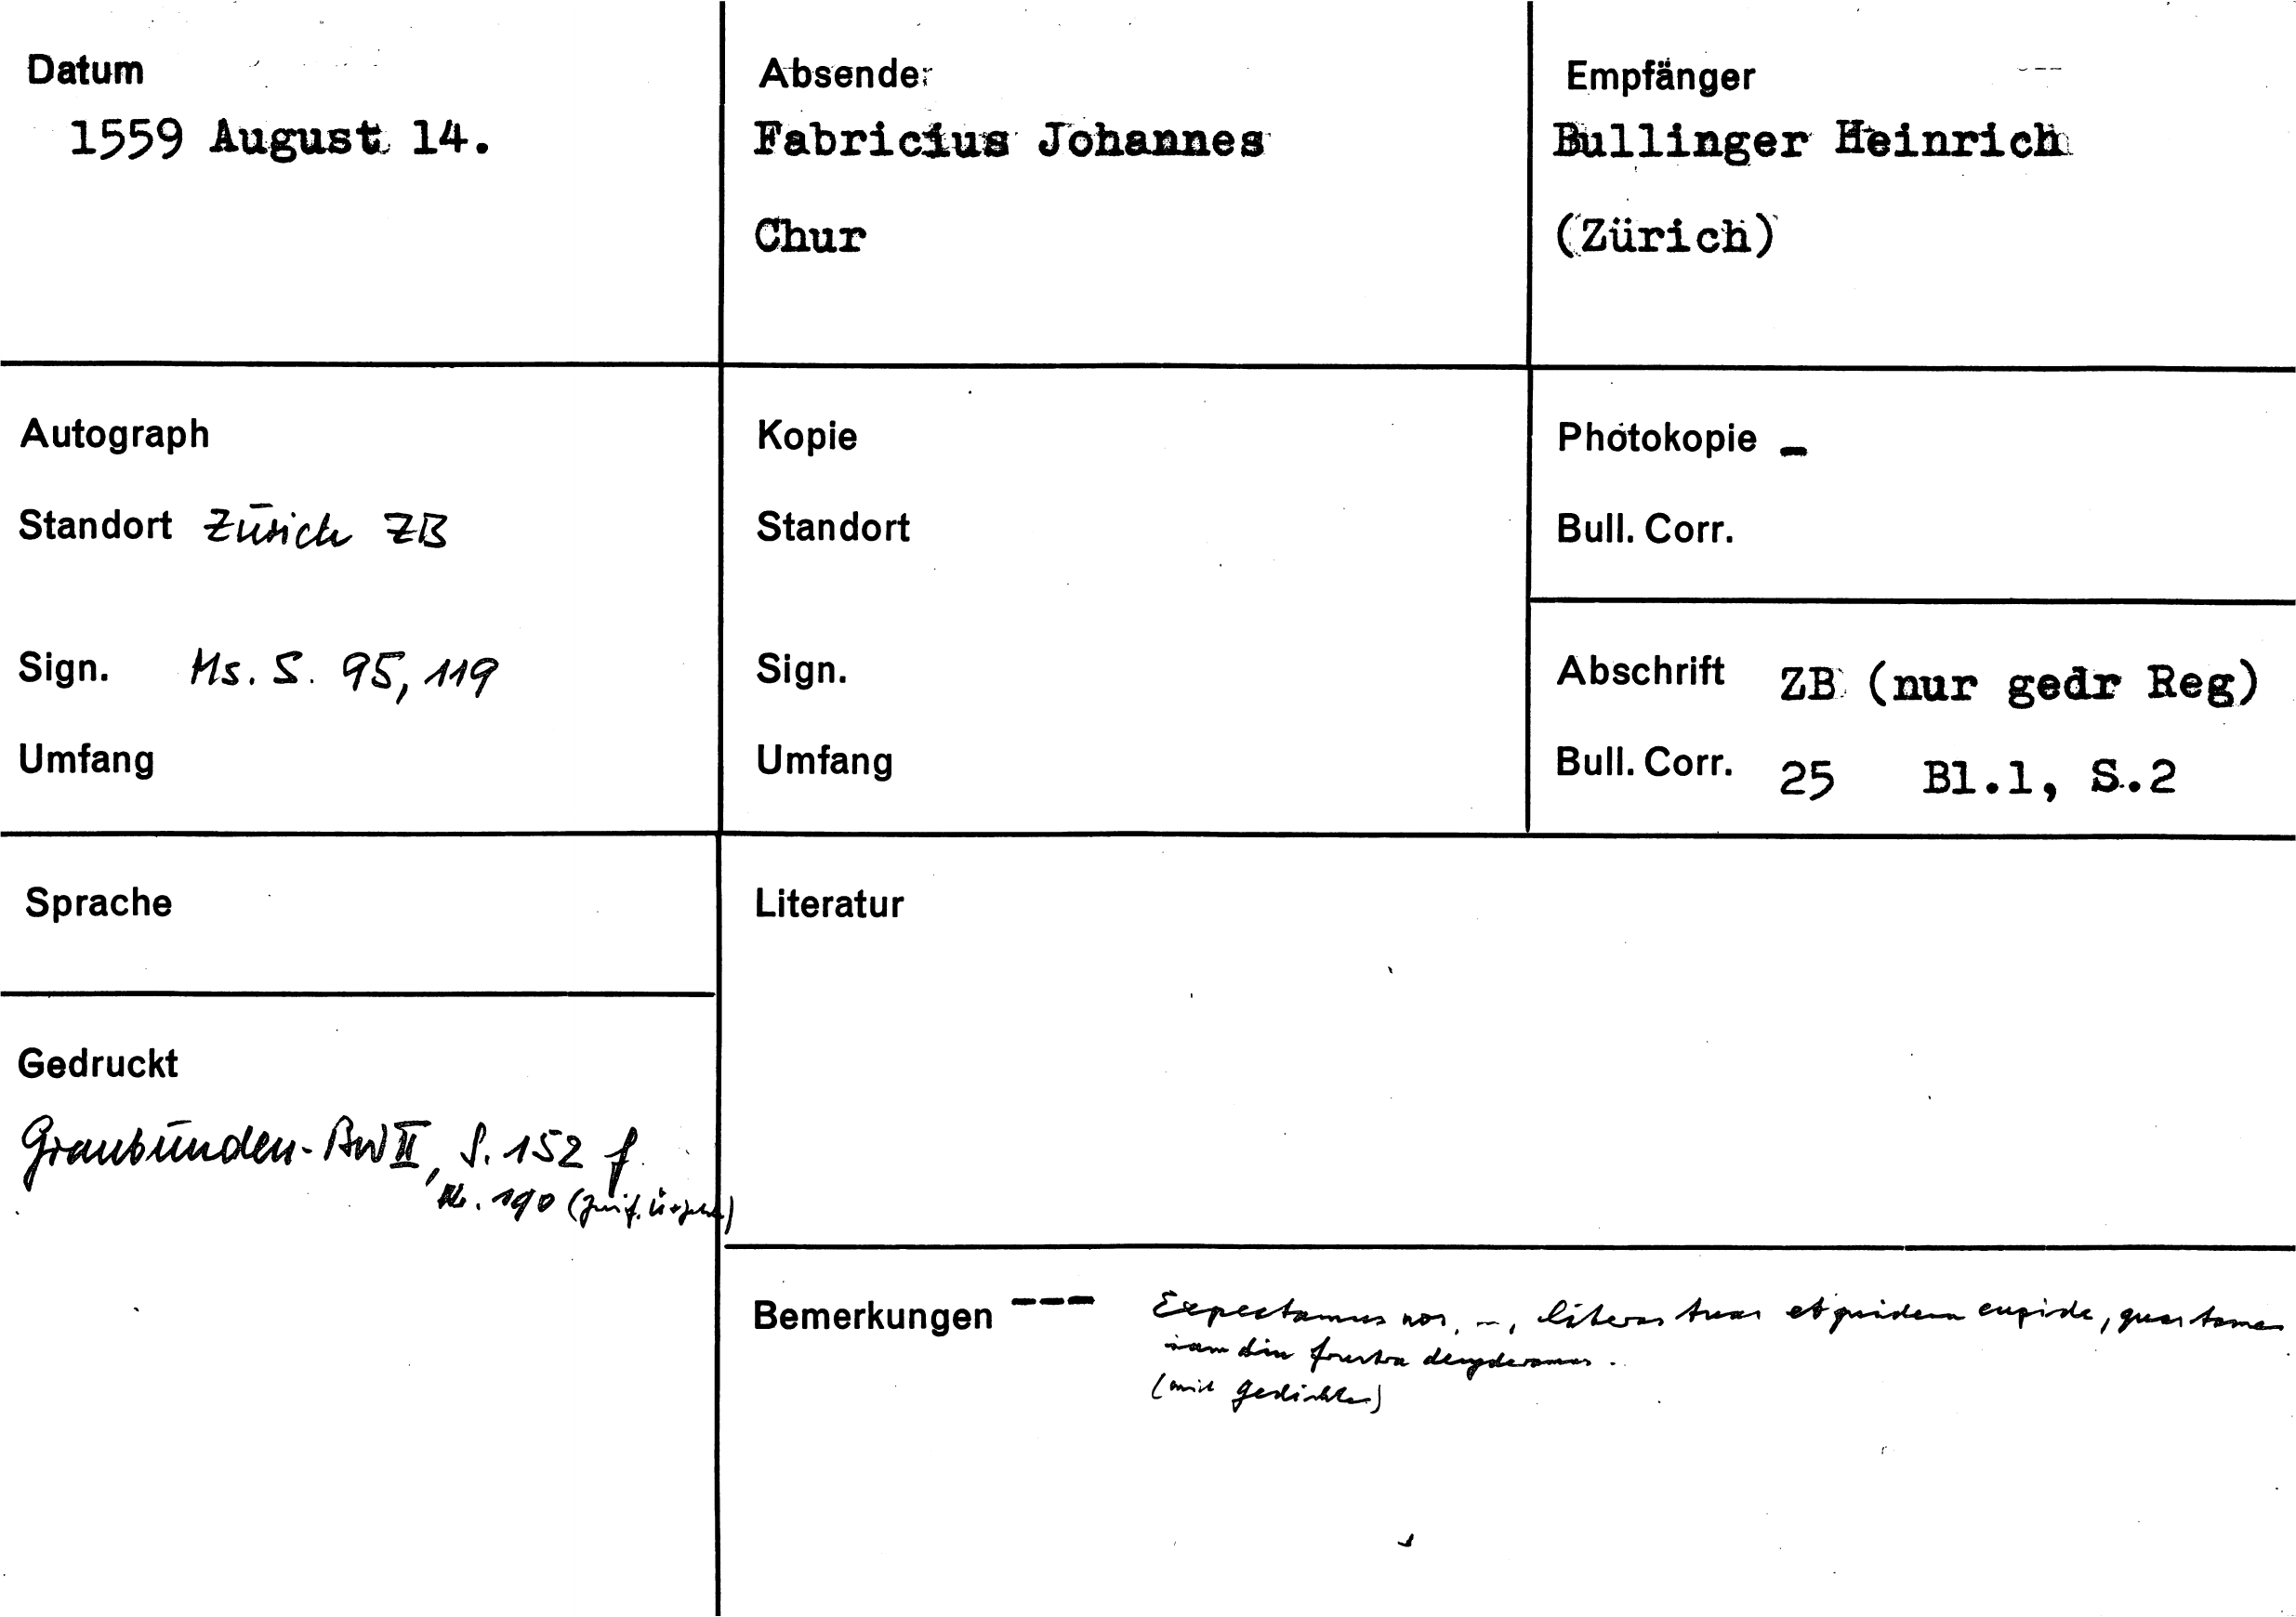 Datum
1559 August 14.
Absender
Fabricius Johannes
Chur
Empfänger
Bullinger Heinrich
(Zürich)
Autograph
Standort Zürich ZB
Sign. Ms. S. 95, 119
Umfang
Kopie
Standort
Sign.
Umfang
Photokopie -
Bull. Corr.
Abschrift ZB (nur gedr Reg)
Bull. Corr. 25 Bl.1, S.2
Sprache
Literatur
Gedruckt
Graubünden-BW II, S. 152 f
Nr. 190
Bemerkungen --- Expectamus nos, -, literas tuas et quidem cupide, quas tamen
iam diu frustra desyderamus.
(mit Gedichten)